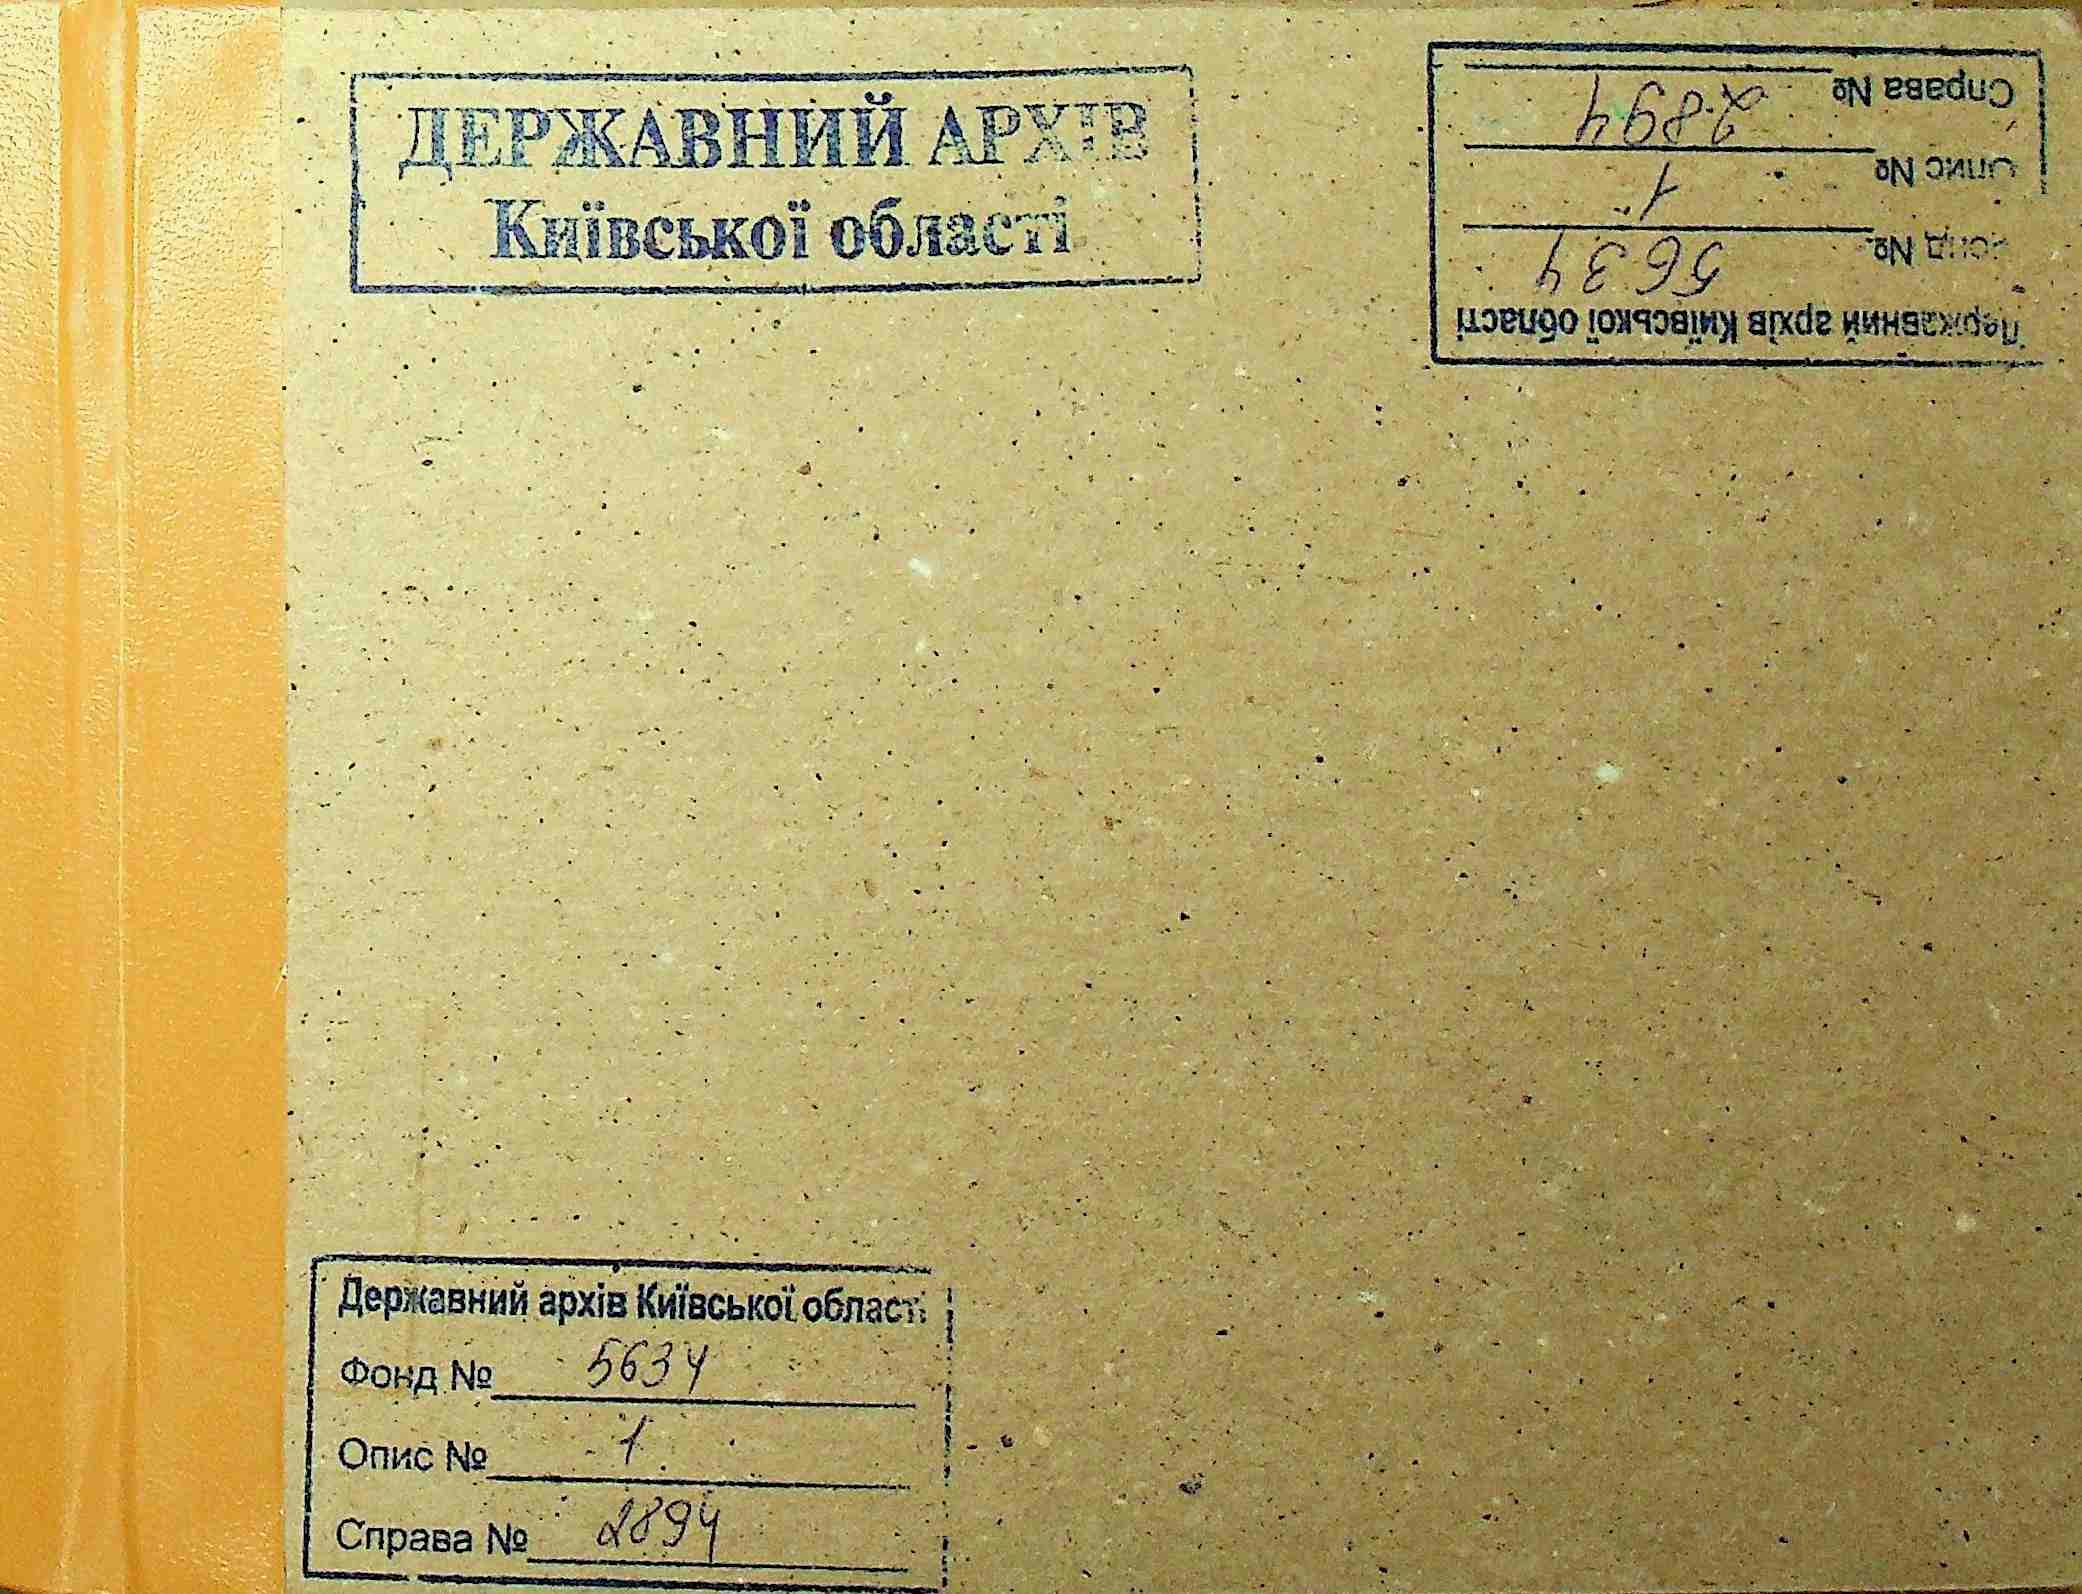 ДЕРЖАВНИЙ АРХІВ
Київської області
Державний архів Київської області
Фонд № 5634
Опис № 1
Справа № 2894
Державний архів Київської області
Фонд № 5634
Опис № 1
Справа № 2894